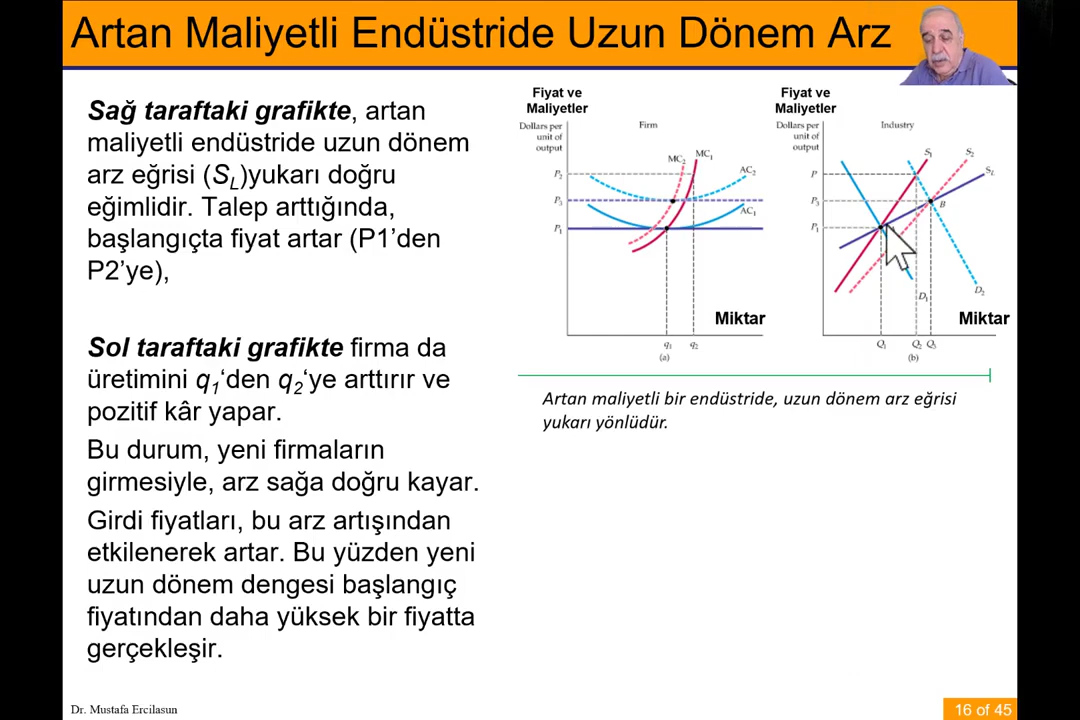 Artan Maliyetli Endüstride Uzun Dönem Arz
Sağ taraftaki grafikte, artan
maliyetli endüstride uzun dönem
arz eğrisi (SL)yukarı doğru
eğimlidir. Talep arttığında,
başlangıçta fiyat artar (P1'den
P2'ye),
Sol taraftaki grafikte firma da
üretimini q1'den q2'ye arttırır ve
pozitif kâr yapar.
Bu durum, yeni firmaların
girmesiyle, arz sağa doğru kayar.
Girdi fiyatları, bu arz artışından
etkilenerek artar. Bu yüzden yeni
uzun dönem dengesi başlangıç
fiyatından daha yüksek bir fiyatta
gerçekleşir.
Fiyat ve
Maliyetler
Dollars per
unit of
output
Firm
MC2
MC1
AC2
AC1
P2
P3
P1
Miktar
q1
q2
(a)
Fiyat ve
Maliyetler
Dollars per
unit of
output
Industry
S1
S2
SL
P
P3
P1
B
D1
D2
Miktar
Q1
Q2
Q3
(b)
Artan maliyetli bir endüstride, uzun dönem arz eğrisi
yukarı yönlüdür.
Dr. Mustafa Ercilasun
16 of 45